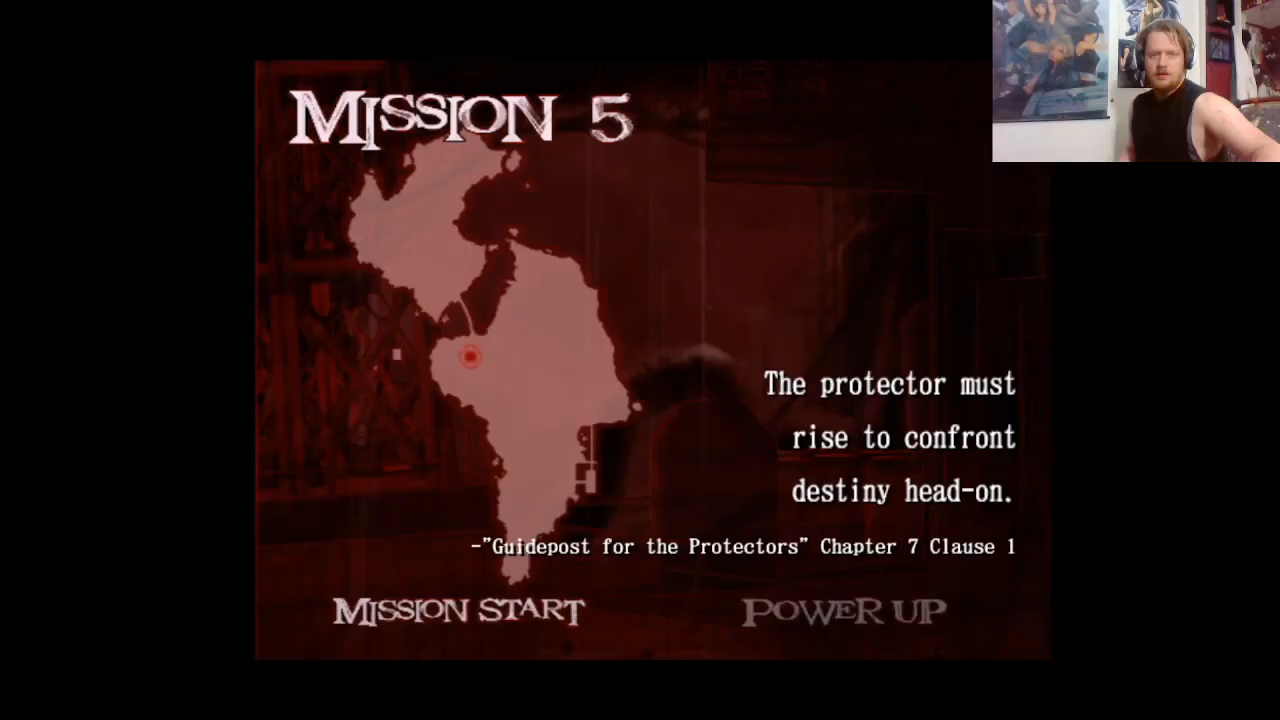 MISSION 5
The protector must
rise to confront
destiny head-on.
-"Guidepost for the Protectors" Chapter 7 Clause 1
MISSION START
POWER UP